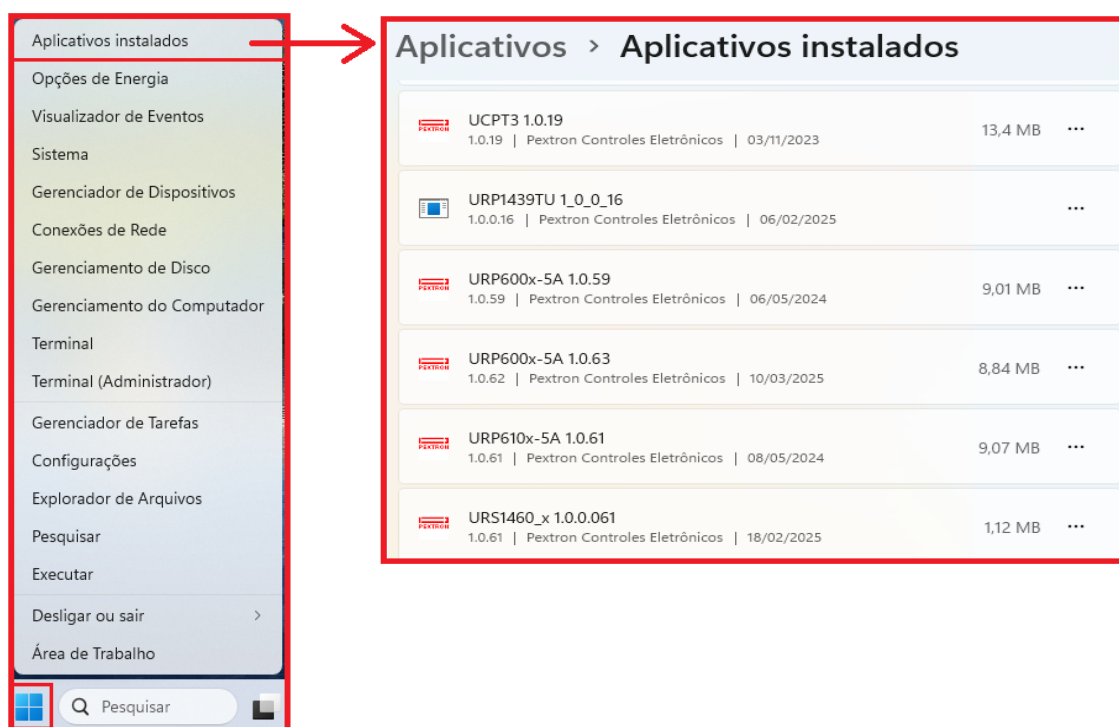 Aplicativos instalados
Opções de Energia
Visualizador de Eventos
Sistema
Gerenciador de Dispositivos
Conexões de Rede
Gerenciamento de Disco
Gerenciamento do Computador
Terminal
Terminal (Administrador)
Gerenciador de Tarefas
Configurações
Explorador de Arquivos
Pesquisar
Executar
Desligar ou sair >
Área de Trabalho
Pesquisar
Aplicativos > Aplicativos instalados
PEXTRON UCPT3 1.0.19
1.0.19 | Pextron Controles Eletrônicos | 03/11/2023 13,4 MB ...
URP1439TU 1_0_0_16
1.0.0.16 | Pextron Controles Eletrônicos | 06/02/2025 ...
PEXTRON URP600x-5A 1.0.59
1.0.59 | Pextron Controles Eletrônicos | 06/05/2024 9,01 MB ...
PEXTRON URP600x-5A 1.0.63
1.0.62 | Pextron Controles Eletrônicos | 10/03/2025 8,84 MB ...
PEXTRON URP610x-5A 1.0.61
1.0.61 | Pextron Controles Eletrônicos | 08/05/2024 9,07 MB ...
PEXTRON URS1460_x 1.0.0.061
1.0.61 | Pextron Controles Eletrônicos | 18/02/2025 1,12 MB ...